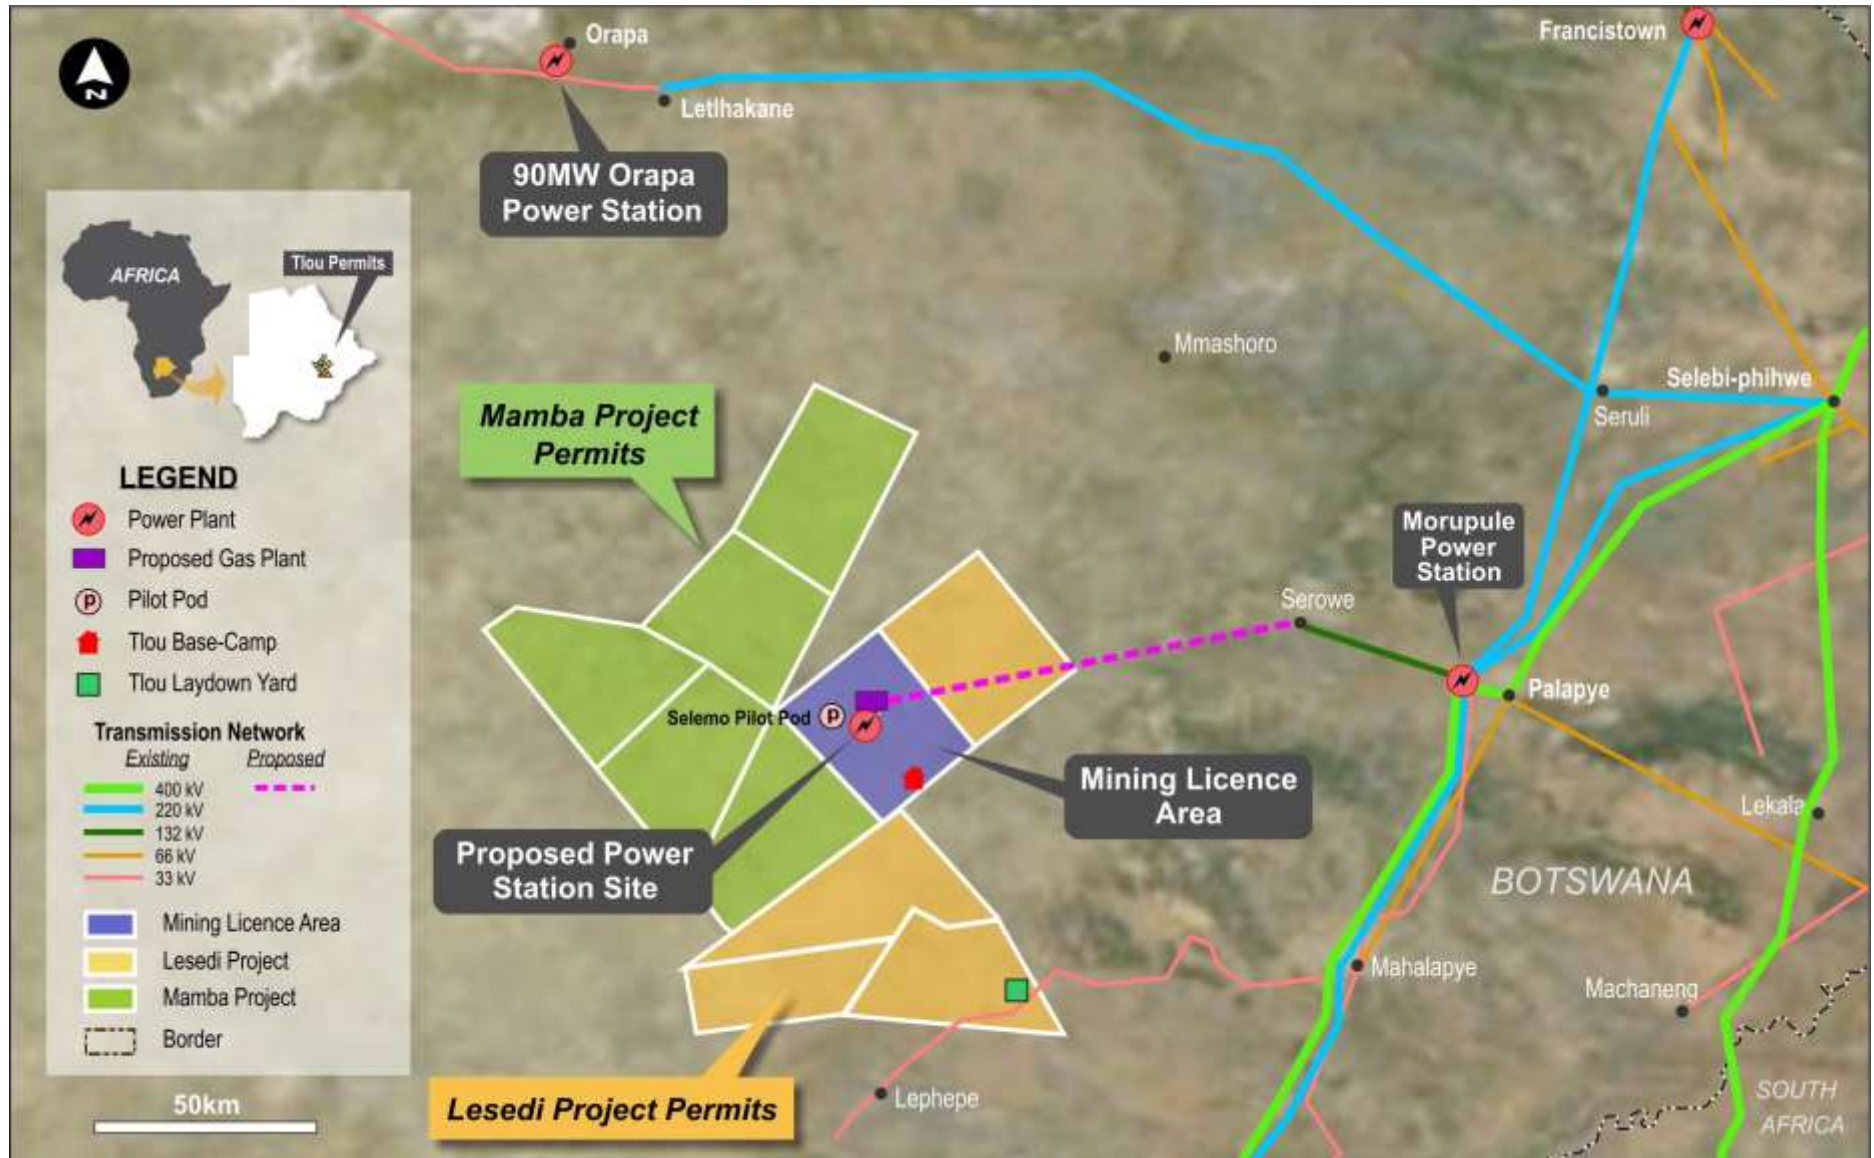 Orapa
Francistown
N
Letlhakane
90MW Orapa
Power Station
AFRICA
Tlou Permits
Mmashoro
Selebi-phihwe
Seruli
Mamba Project
Permits
LEGEND
Power Plant
Proposed Gas Plant
P
Pilot Pod
Tlou Base-Camp
Tlou Laydown Yard
Transmission Network
Existing
Proposed
400 kV
220 kV
132 kV
66 kV
33 kV
Mining Licence Area
Lesedi Project
Mamba Project
Border
50km
Morupule
Power
Station
Serowe
Palapye
Selemo Pilot Pod
P
Mining Licence
Area
Lekala
Proposed Power
Station Site
BOTSWANA
Mahalapye
Machaneng
Lesedi Project Permits
Lephepe
SOUTH
AFRICA